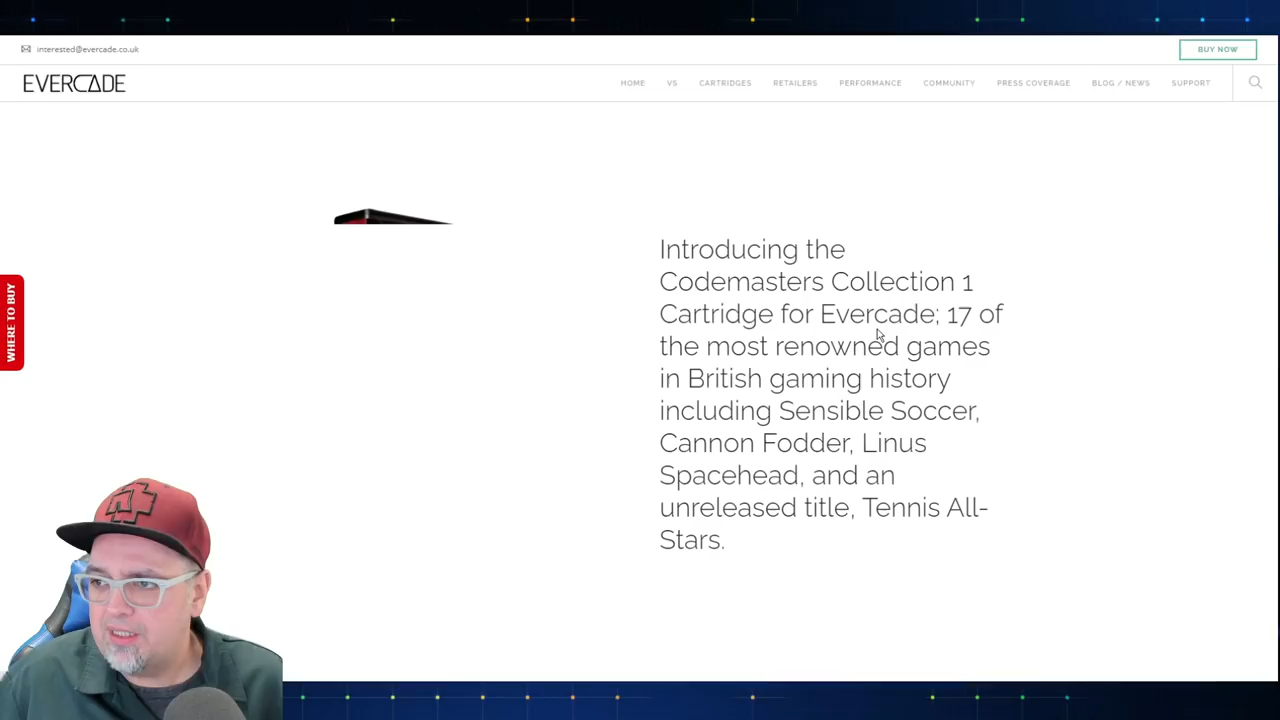 interested@evercade.co.uk
BUY NOW
EVERCADE
HOME VS CARTRIDGES RETAILERS PERFORMANCE COMMUNITY PRESS COVERAGE BLOG / NEWS SUPPORT
WHERE TO BUY
Introducing the
Codemasters Collection 1
Cartridge for Evercade; 17 of
the most renowned games
in British gaming history
including Sensible Soccer,
Cannon Fodder, Linus
Spacehead, and an
unreleased title, Tennis All-
Stars.